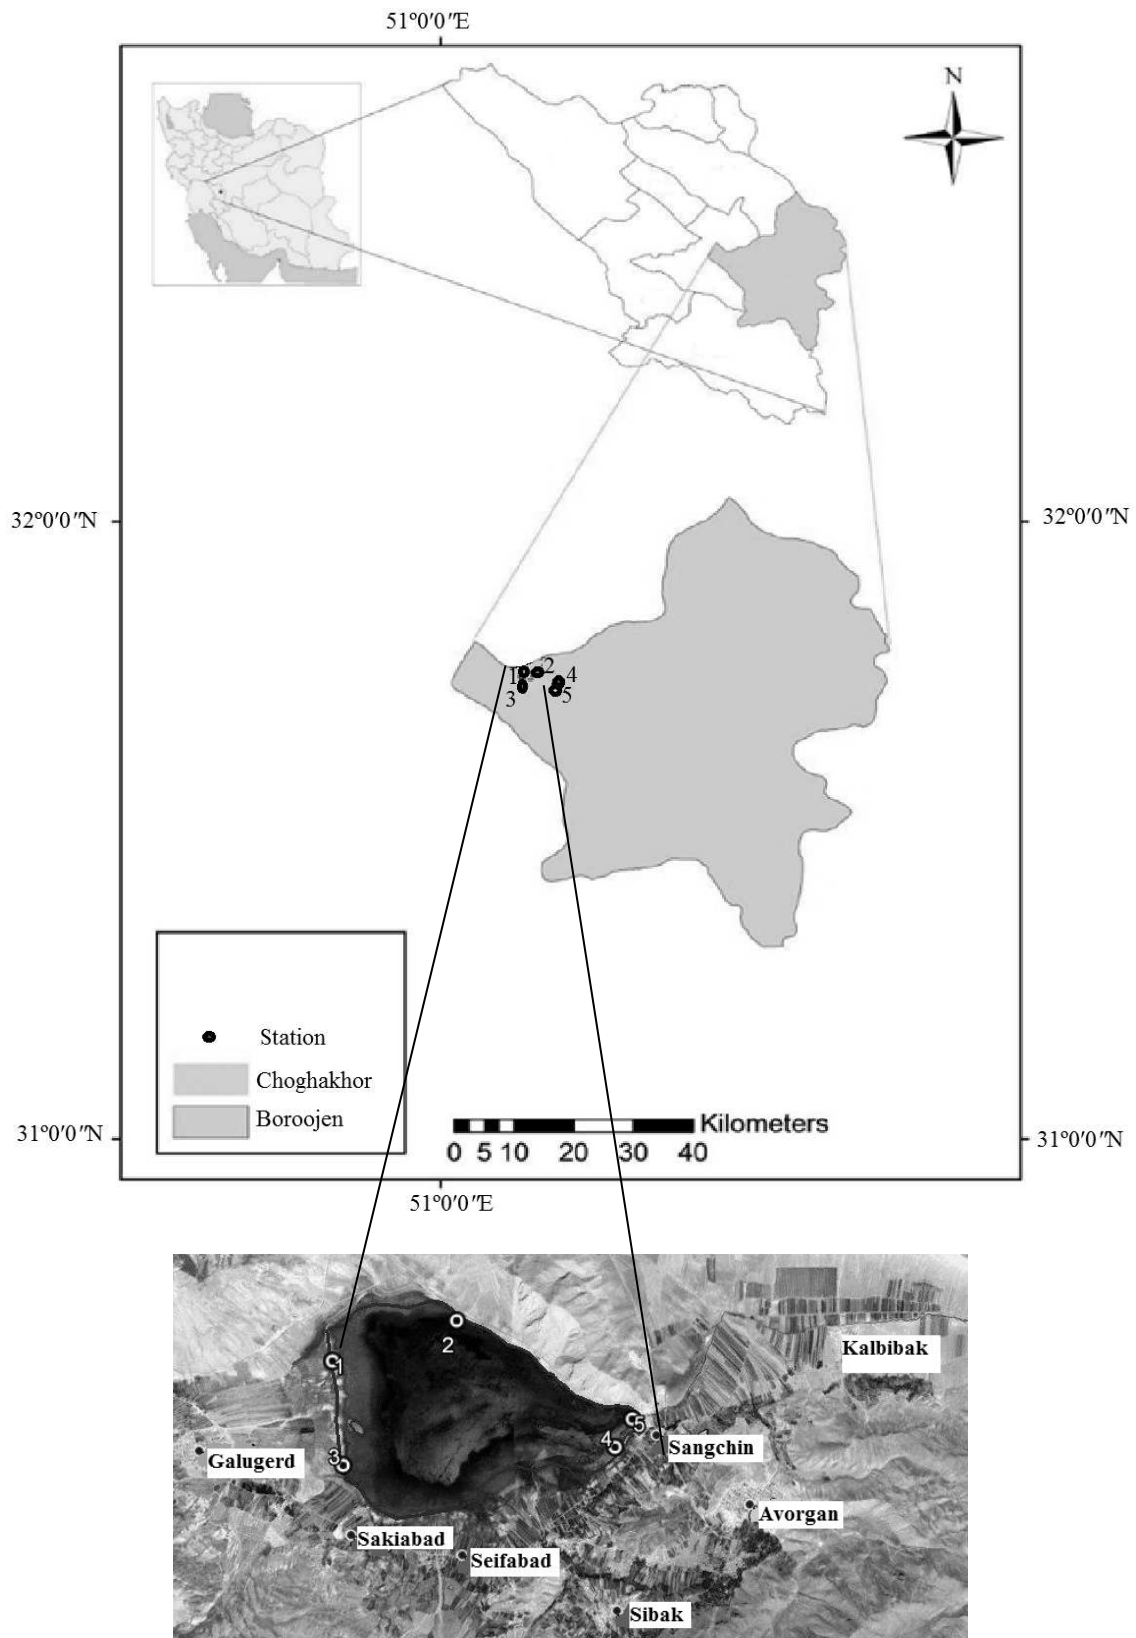 51°0′0″E
N
32°0′0″N
32°0′0″N
1
2
3
4
5
Station
Choghakhor
Boroojen
Kilometers
0 5 10 20 30 40
31°0′0″N
31°0′0″N
51°0′0″E
2
1
Kalbibak
5
4
Sangchin
3
Galugerd
Avorgan
Sakiabad
Seifabad
Sibak